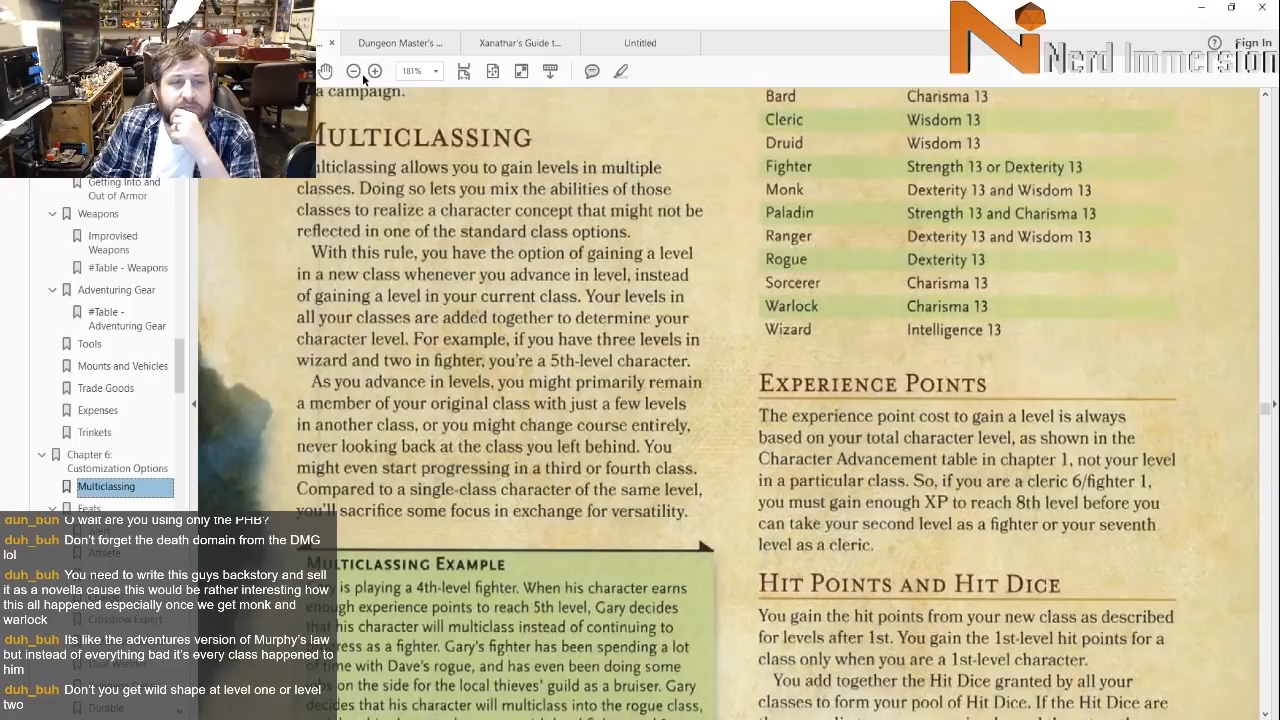 Dungeon Master's ...
Xanathar's Guide t...
Untitled
Sign In
Nerd Immersion
181%
Getting Into and
Out of Armor
Weapons
Improvised
Weapons
#Table - Weapons
Adventuring Gear
#Table -
Adventuring Gear
Tools
Mounts and Vehicles
Trade Goods
Expenses
Trinkets
Chapter 6:
Customization Options
Multiclassing
Feats
Athlete
Crossbow Expert
Dual Wielder
Durable
duh_buh O wait are you using only the PHB?
duh_buh Don't forget the death domain from the DMG
lol
duh_buh You need to write this guys backstory and sell
it as a novella cause this would be rather interesting how
this all happened especially once we get monk and
warlock
duh_buh Its like the adventures version of Murphy's law
but instead of everything bad it's every class happened to
him
duh_buh Don't you get wild shape at level one or level
two
a campaign.
MULTICLASSING
ulticlassing allows you to gain levels in multiple
classes. Doing so lets you mix the abilities of those
classes to realize a character concept that might not be
reflected in one of the standard class options.
With this rule, you have the option of gaining a level
in a new class whenever you advance in level, instead
of gaining a level in your current class. Your levels in
all your classes are added together to determine your
character level. For example, if you have three levels in
wizard and two in fighter, you're a 5th-level character.
As you advance in levels, you might primarily remain
a member of your original class with just a few levels
in another class, or you might change course entirely,
never looking back at the class you left behind. You
might even start progressing in a third or fourth class.
Compared to a single-class character of the same level,
you'll sacrifice some focus in exchange for versatility.
MULTICLASSING EXAMPLE
is playing a 4th-level fighter. When his character earns
enough experience points to reach 5th level, Gary decides
that his character will multiclass instead of continuing to
progress as a fighter. Gary's fighter has been spending a lot
of time with Dave's rogue, and has even been doing some
jobs on the side for the local thieves' guild as a bruiser. Gary
decides that his character will multiclass into the rogue class,
Bard Charisma 13
Cleric Wisdom 13
Druid Wisdom 13
Fighter Strength 13 or Dexterity 13
Monk Dexterity 13 and Wisdom 13
Paladin Strength 13 and Charisma 13
Ranger Dexterity 13 and Wisdom 13
Rogue Dexterity 13
Sorcerer Charisma 13
Warlock Charisma 13
Wizard Intelligence 13
EXPERIENCE POINTS
The experience point cost to gain a level is always
based on your total character level, as shown in the
Character Advancement table in chapter 1, not your level
in a particular class. So, if you are a cleric 6/fighter 1,
you must gain enough XP to reach 8th level before you
can take your second level as a fighter or your seventh
level as a cleric.
HIT POINTS AND HIT DICE
You gain the hit points from your new class as described
for levels after 1st. You gain the 1st-level hit points for a
class only when you are a 1st-level character.
You add together the Hit Dice granted by all your
classes to form your pool of Hit Dice. If the Hit Dice are